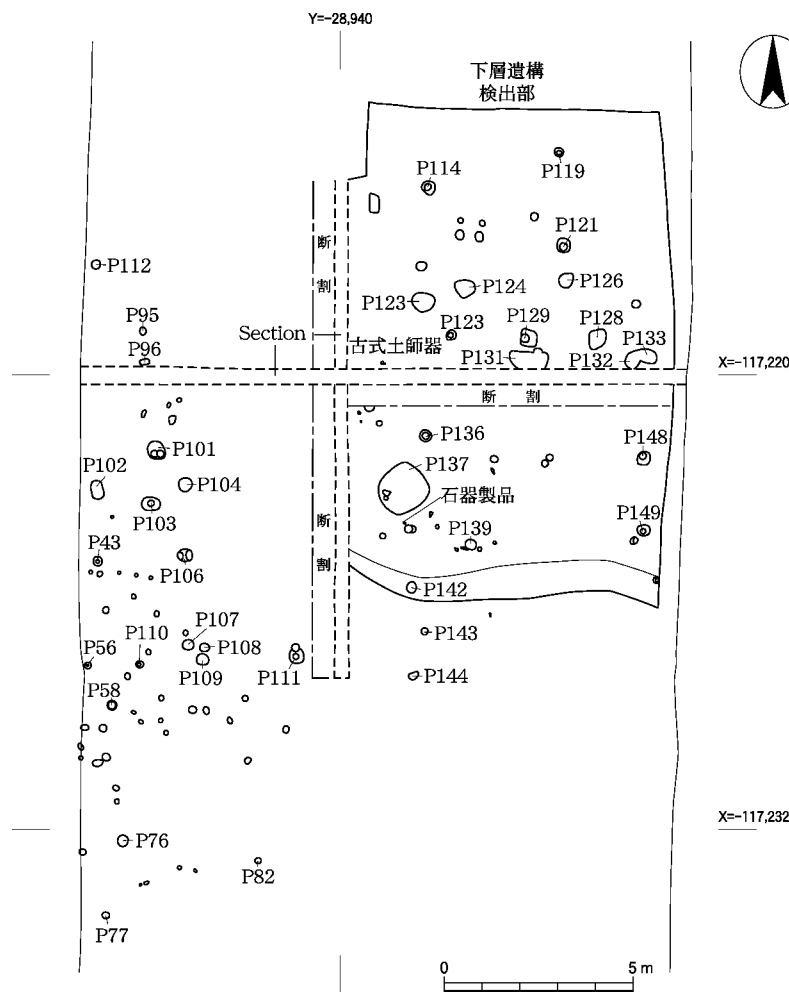 Y=-28,940
下層遺構
検出部
P114
P119
P121
P112
P124
P126
断
割
P123
P95
P123
P129
P128
P133
Section
古式土師器
P96
P131
P132
X=-117,220
断 割
P136
P101
P148
P102
P137
P104
石器製品
P103
断
割
P149
P43
P139
P106
P142
P107
P143
P110
P108
P56
P109
P111
P144
P58
X=-117,232
P76
P82
P77
0 5 m